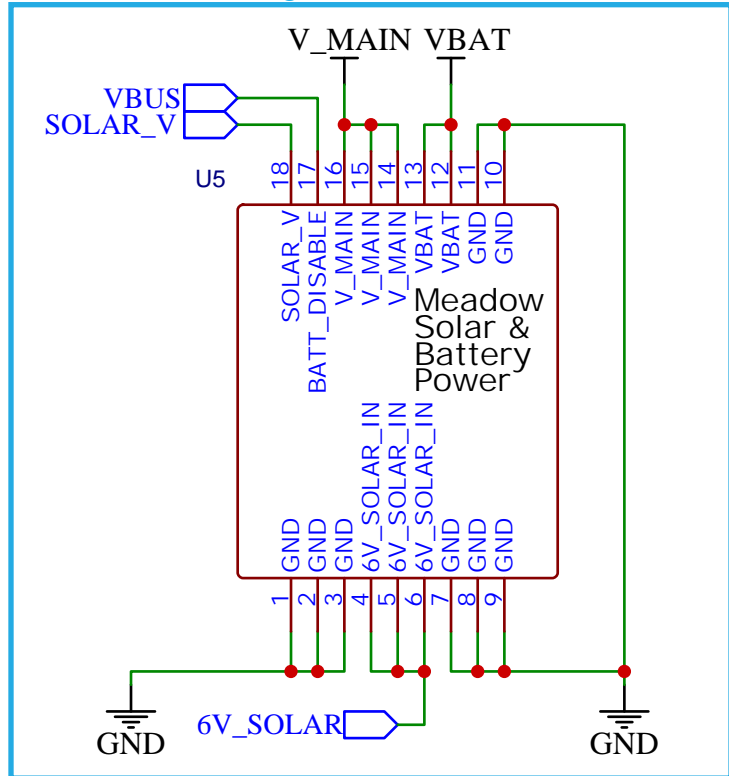 V_MAIN VBAT
VBUS
SOLAR_V
U5
18 17 16 15 14 13 12 11 10
SOLAR_V
BATT_DISABLE
V_MAIN
V_MAIN
V_MAIN
VBAT
VBAT
GND
GND
Meadow
Solar &
Battery
Power
GND
GND
GND
6V_SOLAR_IN
6V_SOLAR_IN
6V_SOLAR_IN
GND
GND
GND
1 2 3 4 5 6 7 8 9
6V_SOLAR
GND
GND